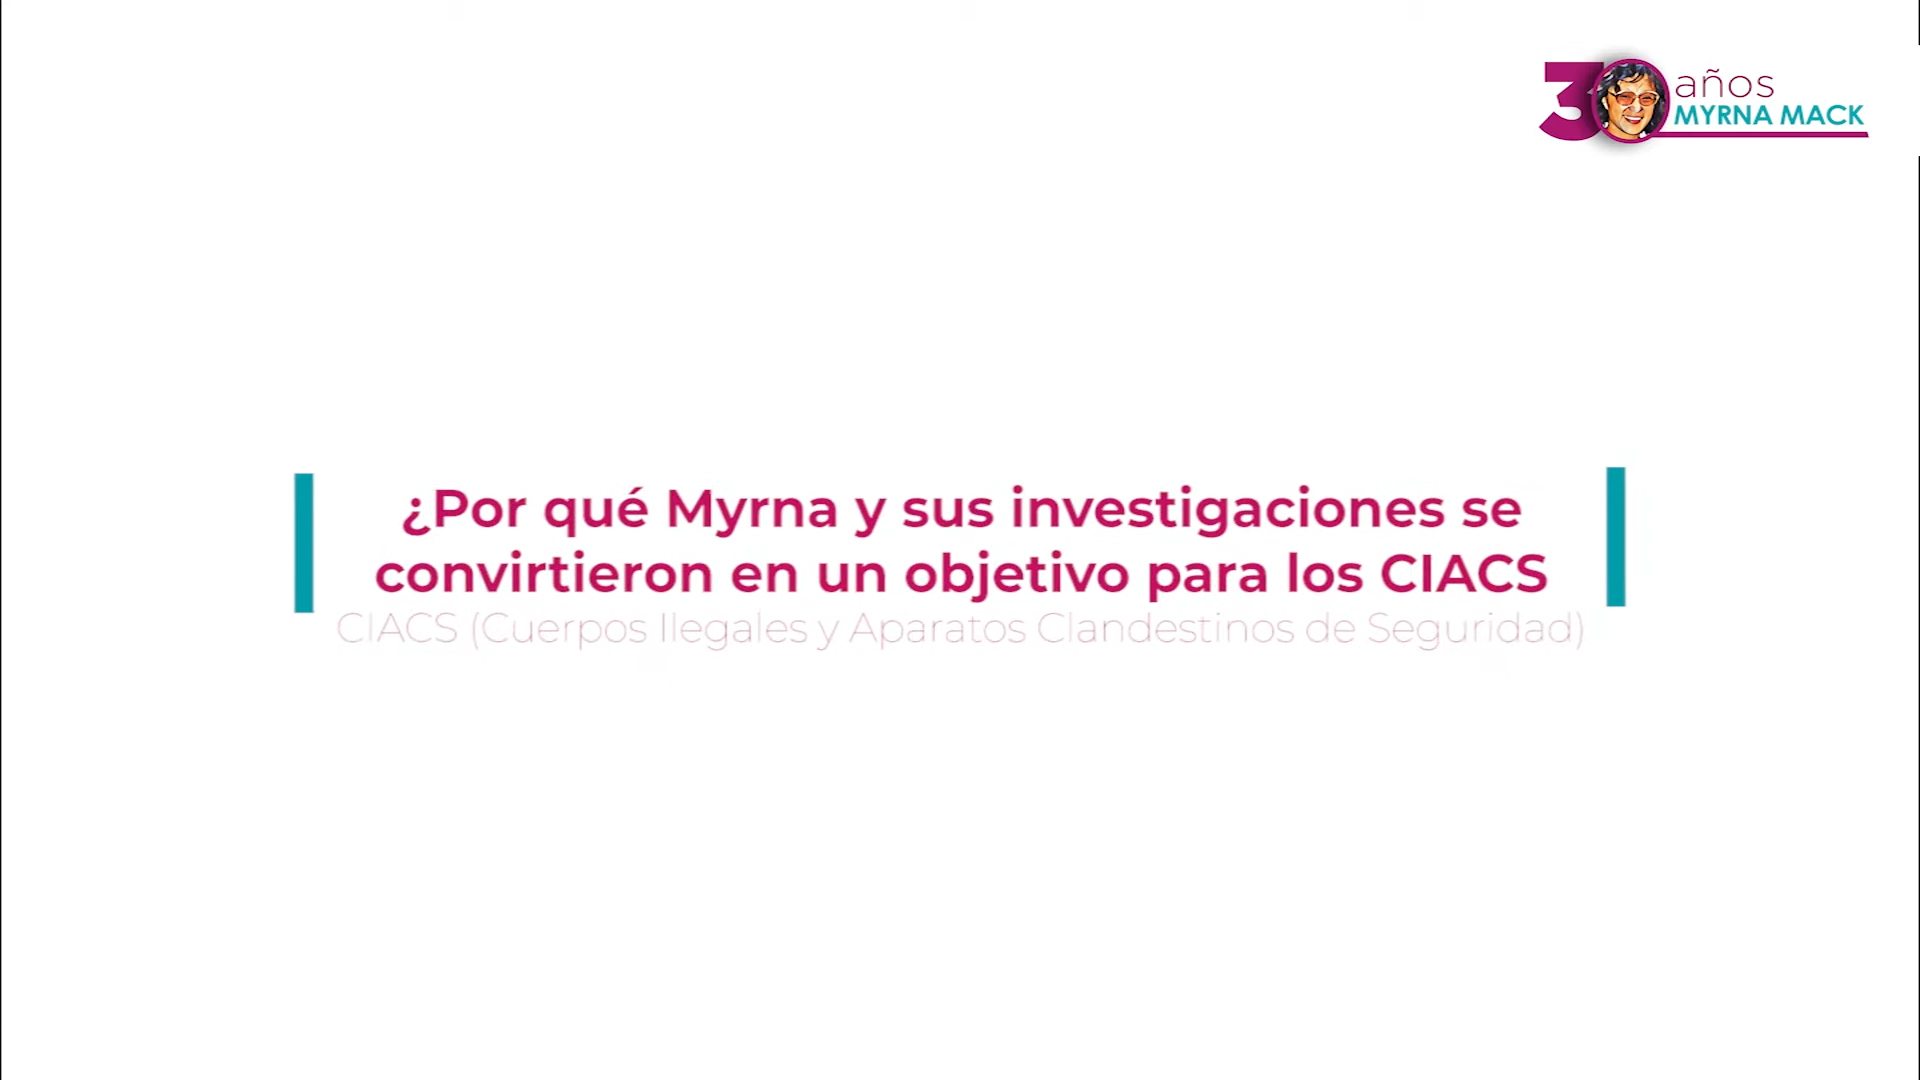 30 años
MYRNA MACK
¿Por qué Myrna y sus investigaciones se
convirtieron en un objetivo para los CIACS
CIACS (Cuerpos Ilegales y Aparatos Clandestinos de Seguridad)